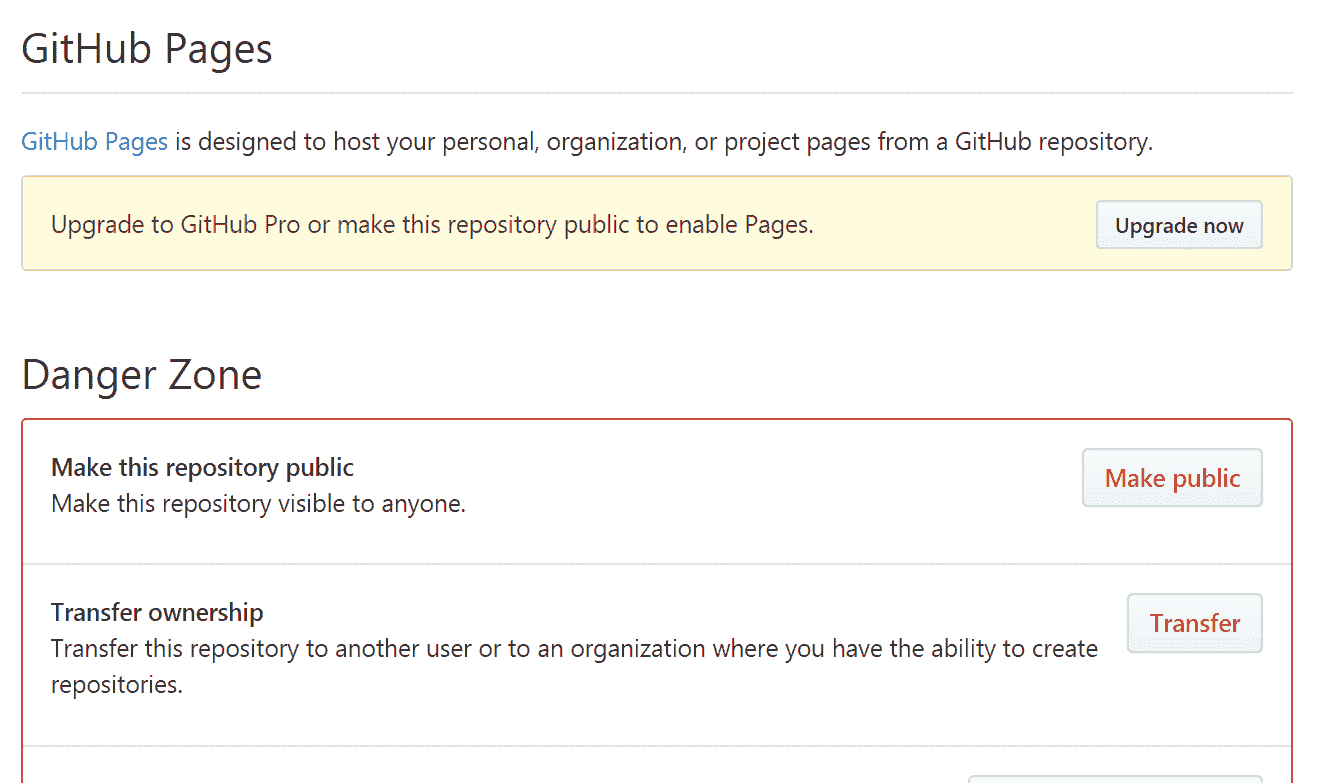 GitHub Pages
GitHub Pages is designed to host your personal, organization, or project pages from a GitHub repository.
Upgrade to GitHub Pro or make this repository public to enable Pages.
Upgrade now
Danger Zone
Make this repository public
Make this repository visible to anyone.
Make public
Transfer ownership
Transfer this repository to another user or to an organization where you have the ability to create
repositories.
Transfer